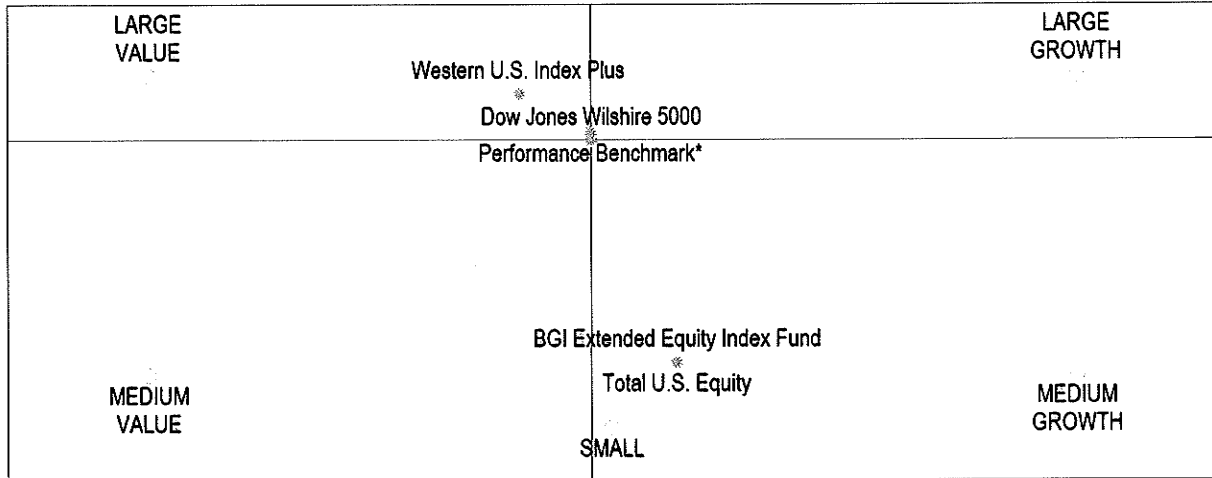 LARGE
VALUE
LARGE
GROWTH
Western U.S. Index Plus
Dow Jones Wilshire 5000
Performance Benchmark*
BGI Extended Equity Index Fund
Total U.S. Equity
MEDIUM
VALUE
MEDIUM
GROWTH
SMALL